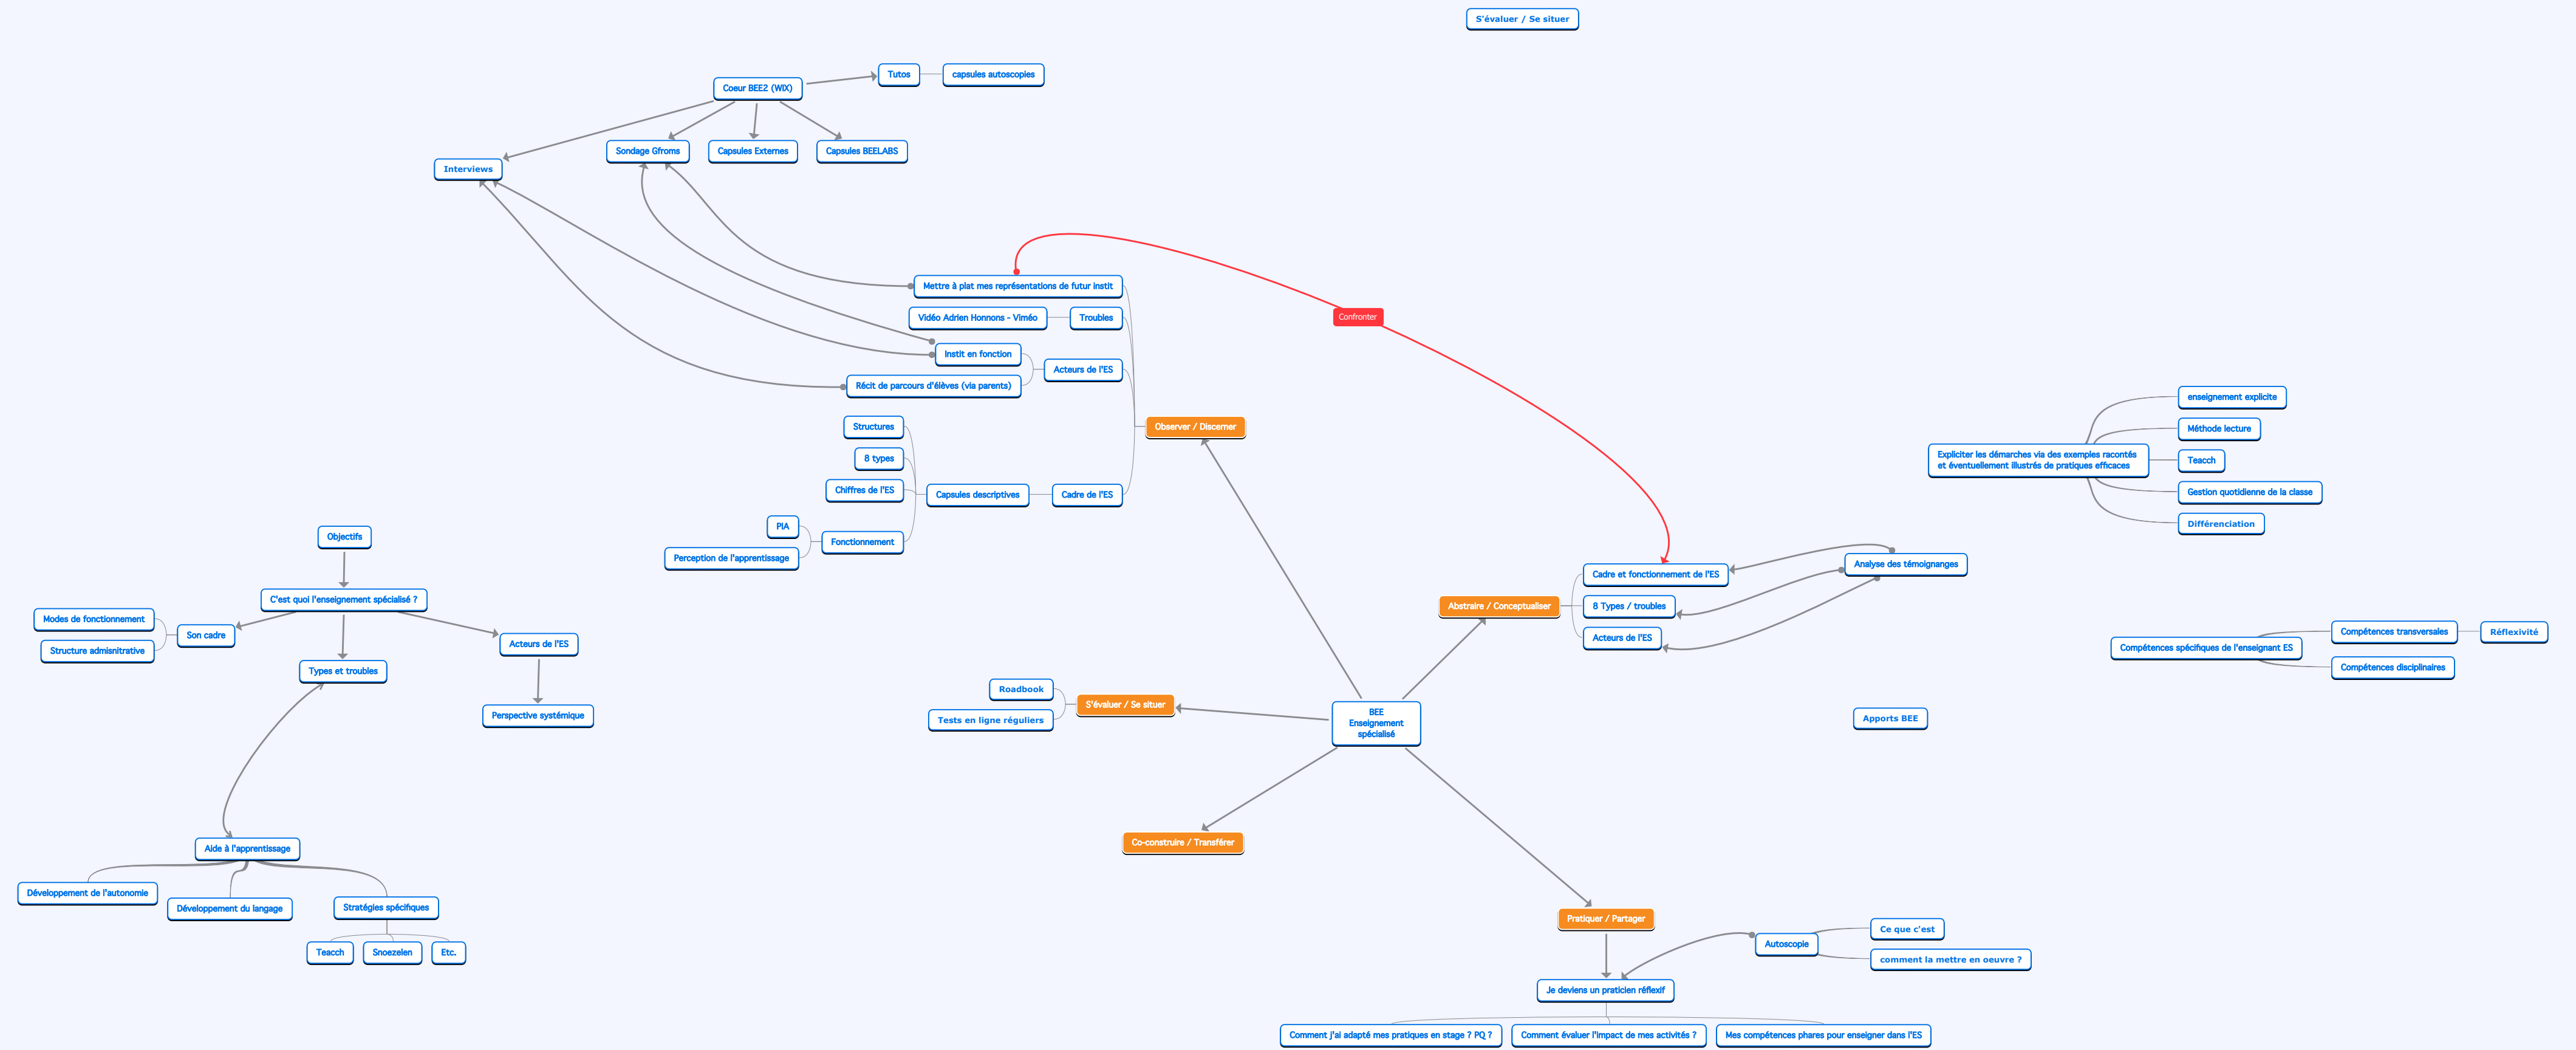 S'évaluer / Se situer
Tutos
capsules autoscopies
Coeur BEE2 (WIX)
Sondage Gfroms
Capsules Externes
Capsules BEELABS
Interviews
Mettre à plat mes représentations de futur instit
Confronter
Vidéo Adrien Honnons - Viméo
Troubles
Instit en fonction
Acteurs de l'ES
Récit de parcours d'élèves (via parents)
Observer / Discerner
Structures
8 types
Chiffres de l'ES
Capsules descriptives
Cadre de l'ES
PIA
Fonctionnement
Perception de l'apprentissage
enseignement explicite
Méthode lecture
Expliciter les démarches via des exemples racontés
et éventuellement illustrés de pratiques efficaces
Teacch
Gestion quotidienne de la classe
Différenciation
Objectifs
C'est quoi l'enseignement spécialisé ?
Modes de fonctionnement
Son cadre
Structure admisnitrative
Acteurs de l'ES
Types et troubles
Perspective systémique
Analyse des témoignanges
Cadre et fonctionnement de l'ES
Abstraire / Conceptualiser
8 Types / troubles
Acteurs de l'ES
Compétences transversales
Réflexivité
Compétences spécifiques de l'enseignant ES
Compétences disciplinaires
Roadbook
S'évaluer / Se situer
Tests en ligne réguliers
BEE
Enseignement
spécialisé
Apports BEE
Co-construire / Transférer
Aide à l'apprentissage
Développement de l'autonomie
Développement du langage
Stratégies spécifiques
Teacch
Snoezelen
Etc.
Pratiquer / Partager
Autoscopie
Ce que c'est
comment la mettre en oeuvre ?
Je deviens un praticien réflexif
Comment j'ai adapté mes pratiques en stage ? PQ ?
Comment évaluer l'impact de mes activités ?
Mes compétences phares pour enseigner dans l'ES